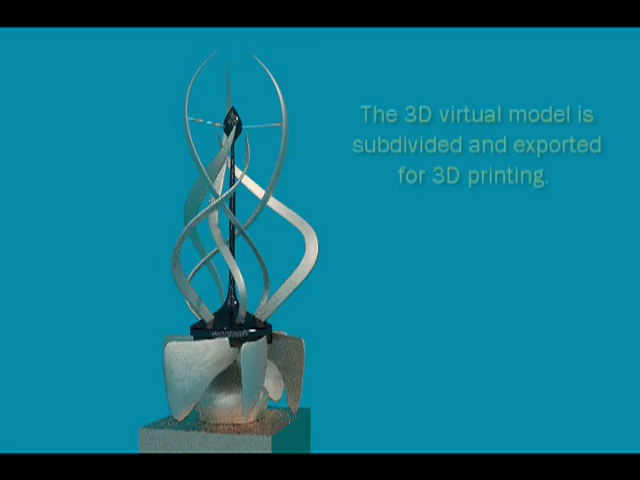 The 3D virtual model is
subdivided and exported
for 3D printing.